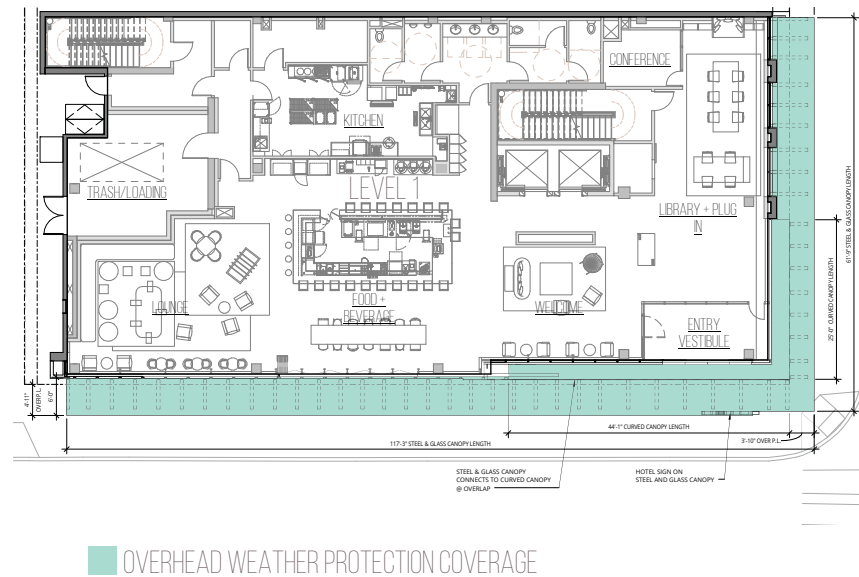 CONFERENCE
KITCHEN
LEVEL 1
TRASH/LOADING
LIBRARY + PLUG
IN
LOUNGE
FOOD +
BEVERAGE
WELCOME
ENTRY
VESTIBULE
61'-9" STEEL & GLASS CANOPY LENGTH
25'-0" CURVED CANOPY LENGTH
4'-11"
OVER P.L.
6'-0"
44'-1" CURVED CANOPY LENGTH
3'-10" OVER P.L.
117'-3" STEEL & GLASS CANOPY LENGTH
STEEL & GLASS CANOPY
CONNECTS TO CURVED CANOPY
@ OVERLAP
HOTEL SIGN ON
STEEL AND GLASS CANOPY
OVERHEAD WEATHER PROTECTION COVERAGE